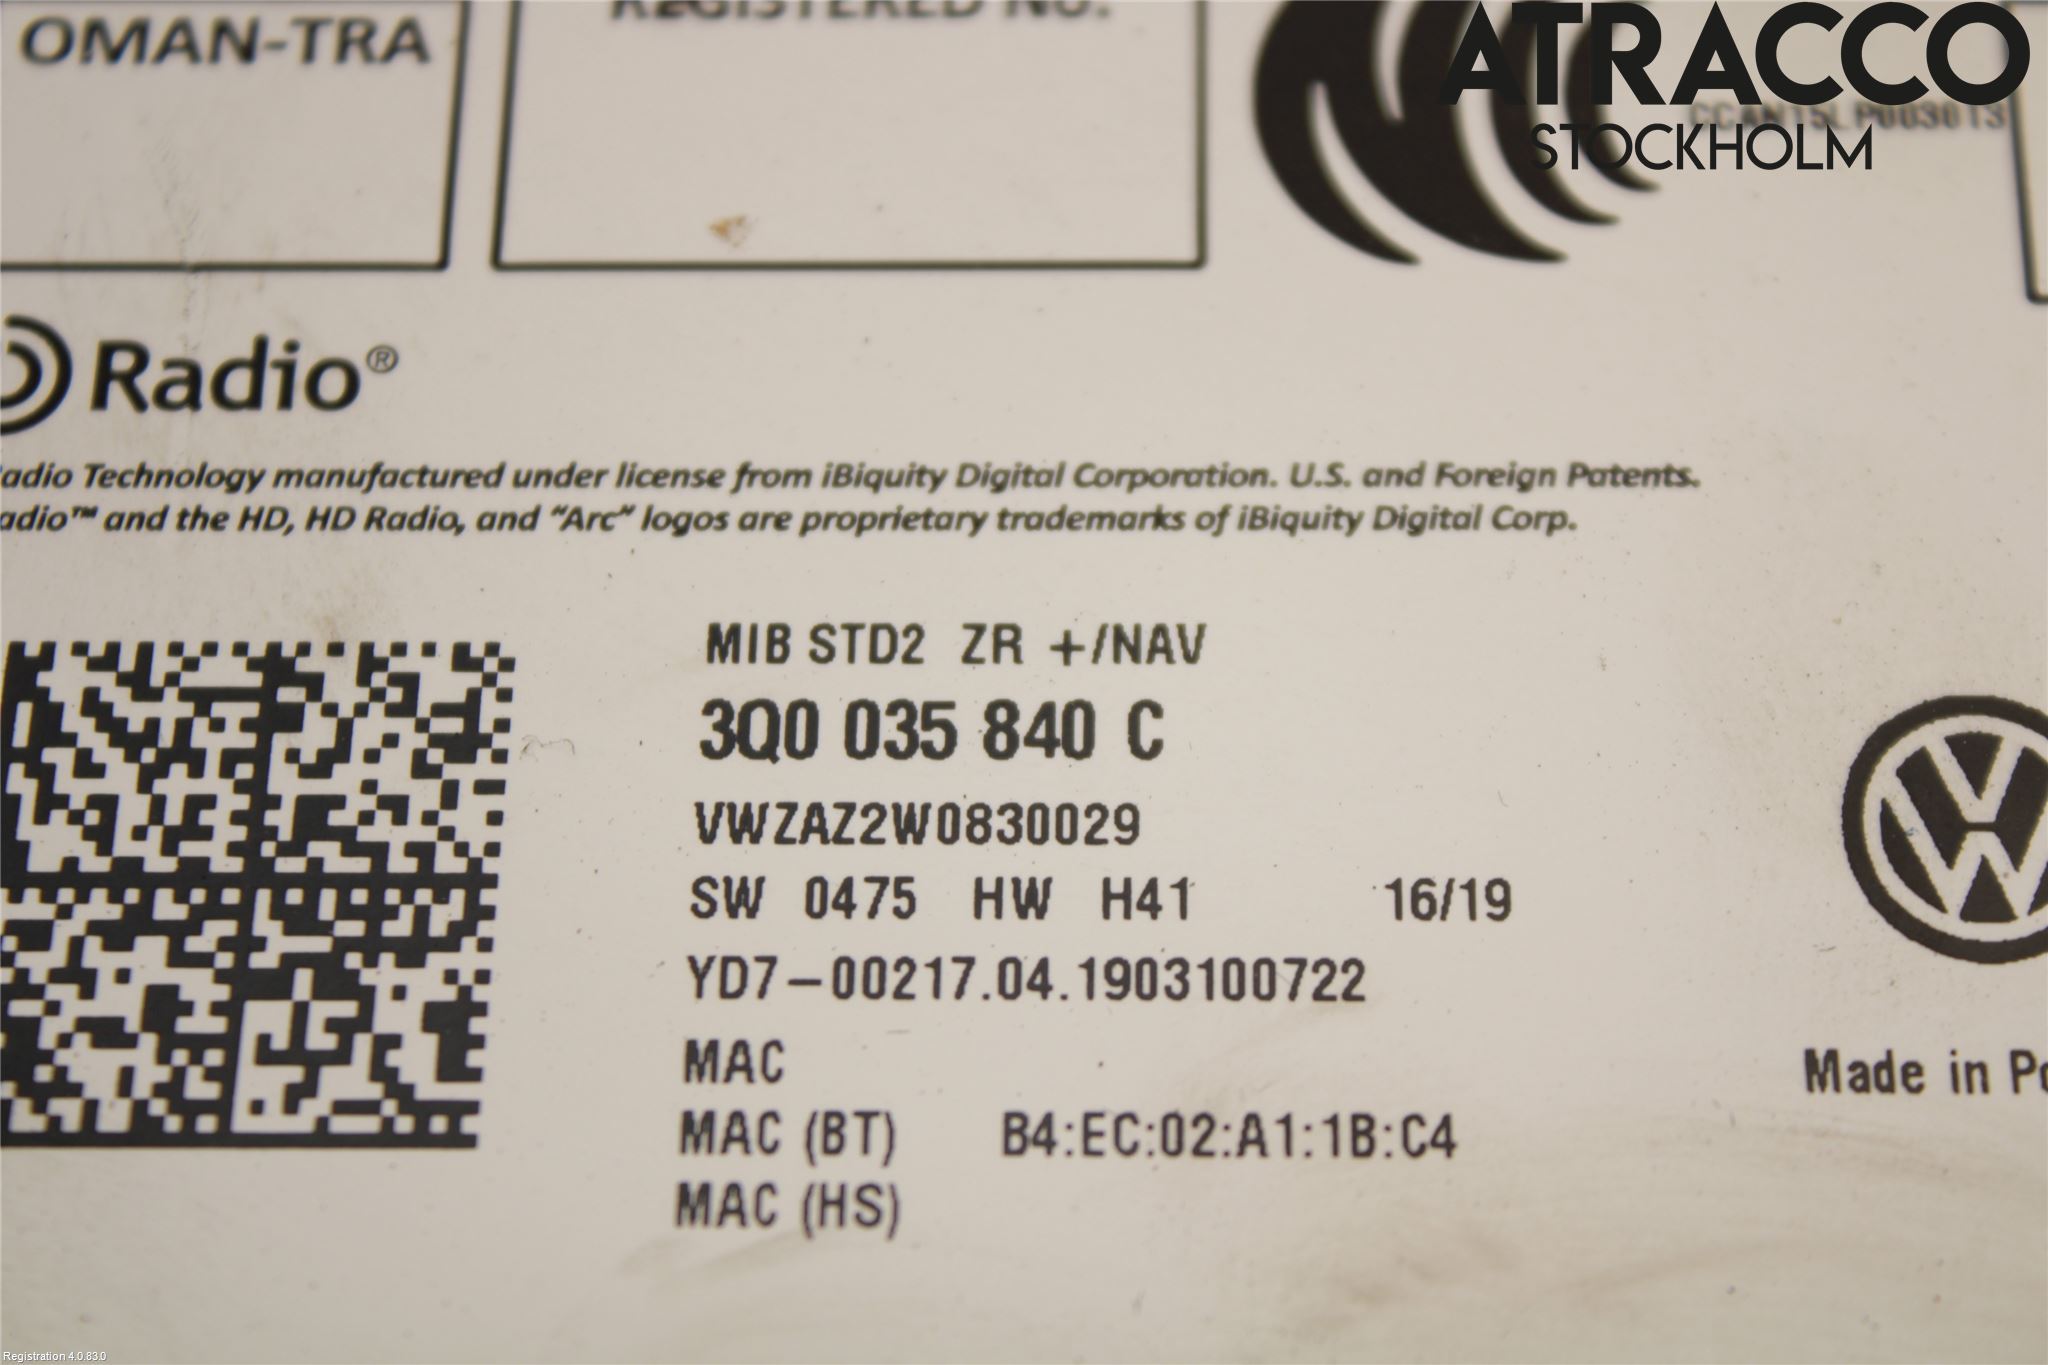 OMAN-TRA
REGISTERED No.
ATRACCO
CCAN15LP003013
STOCKHOLM
Radio®
adio Technology manufactured under license from iBiquity Digital Corporation. U.S. and Foreign Patents.
adio™ and the HD, HD Radio, and “Arc” logos are proprietary trademarks of iBiquity Digital Corp.
MIB STD2 ZR +/NAV
3Q0 035 840 C
VWZAZ2W0830029
SW 0475 HW H41 16/19
YD7-00217.04.1903100722
MAC
Made in Po
MAC (BT) B4:EC:02:A1:1B:C4
MAC (HS)
Registration 4.0.83.0